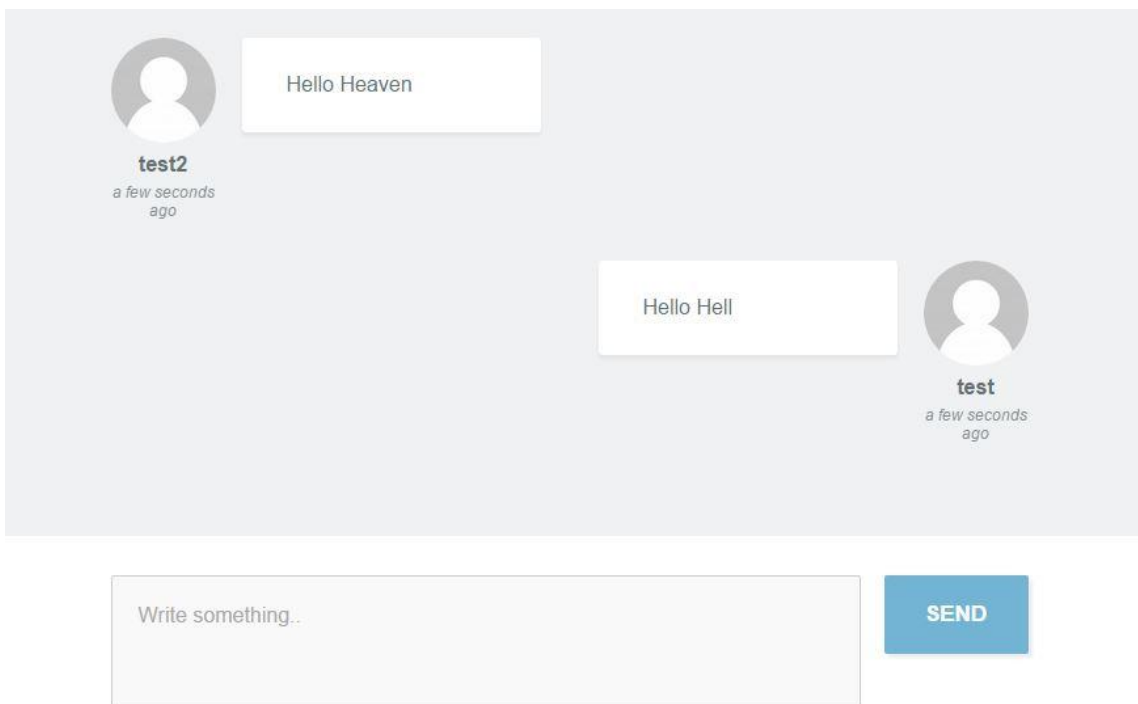 Hello Heaven
test2
a few seconds
ago
Hello Hell
test
a few seconds
ago
Write something..
SEND